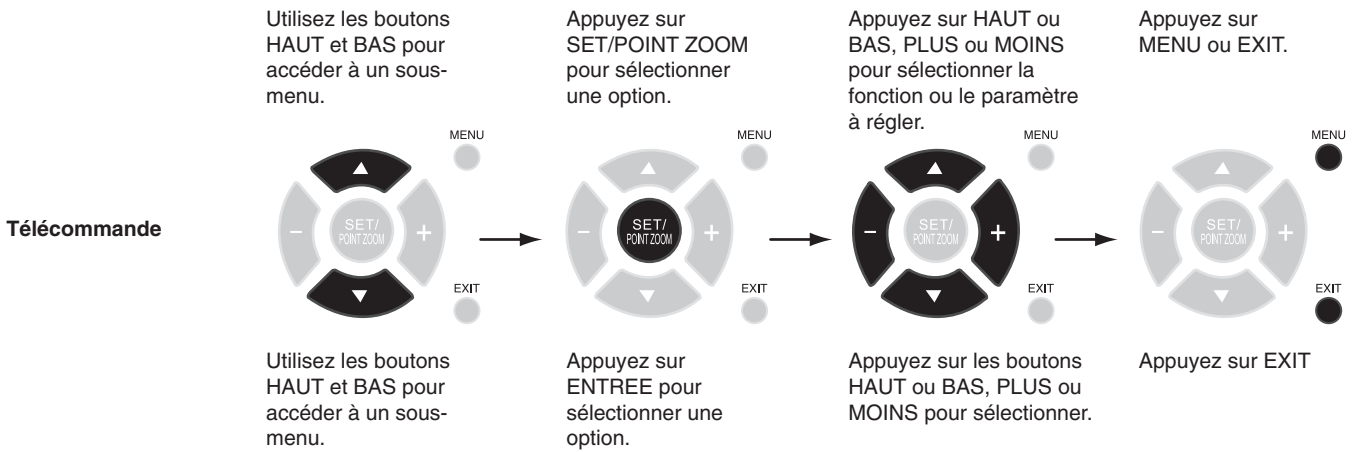 Utilisez les boutons
HAUT et BAS pour
accéder à un sous-
menu.
Appuyez sur
SET/POINT ZOOM
pour sélectionner
une option.
Appuyez sur HAUT ou
BAS, PLUS ou MOINS
pour sélectionner la
fonction ou le paramètre
à régler.
Appuyez sur
MENU ou EXIT.
Télécommande
MENU
−
SET/
POINT ZOOM
+
EXIT
MENU
−
SET/
POINT ZOOM
+
EXIT
MENU
−
SET/
POINT ZOOM
+
EXIT
MENU
−
SET/
POINT ZOOM
+
EXIT
Utilisez les boutons
HAUT et BAS pour
accéder à un sous-
menu.
Appuyez sur
ENTREE pour
sélectionner une
option.
Appuyez sur les boutons
HAUT ou BAS, PLUS ou
MOINS pour sélectionner.
Appuyez sur EXIT